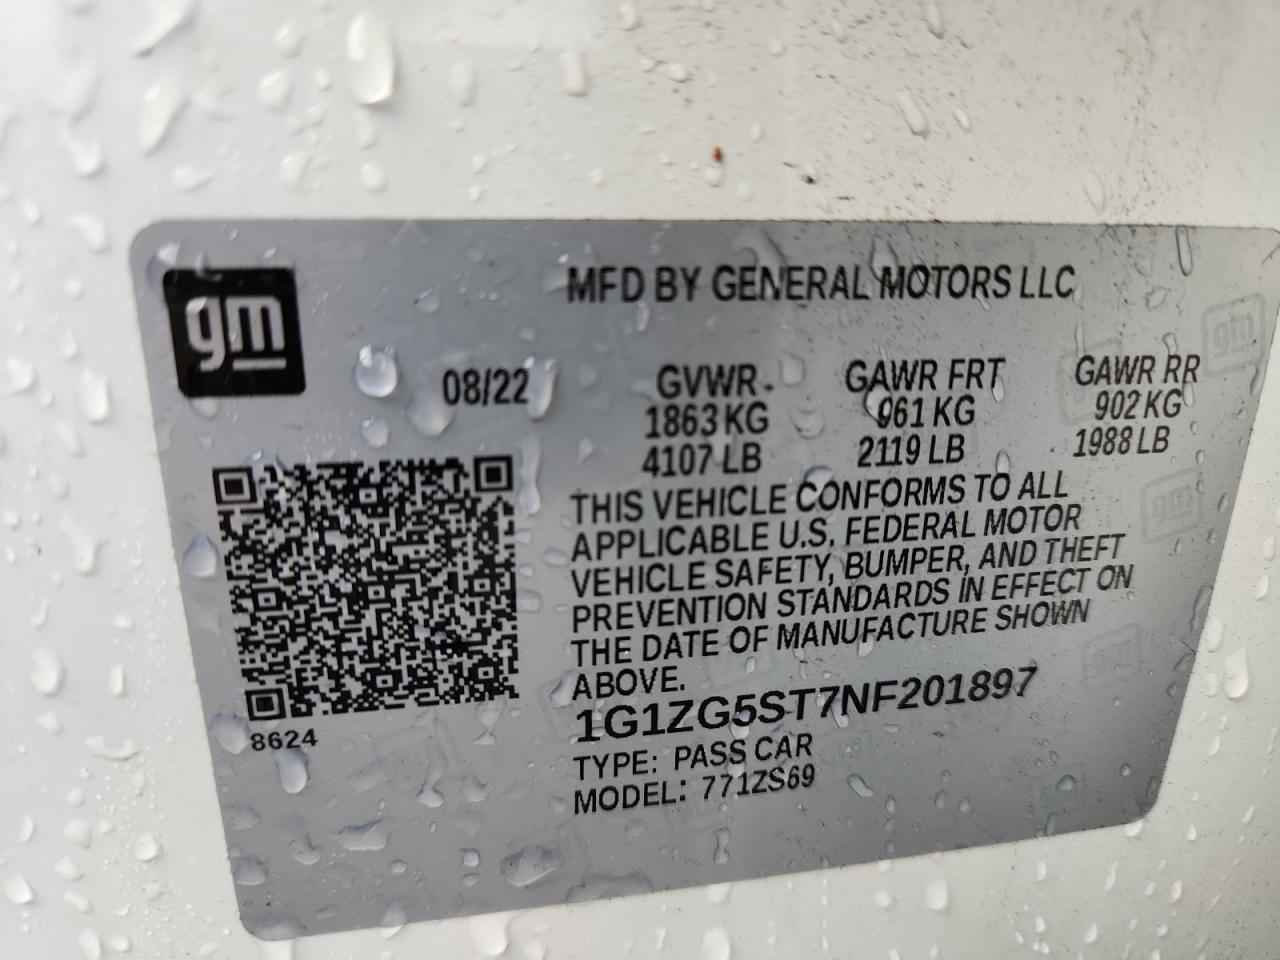 gm
MFD BY GENERAL MOTORS LLC
08/22 GVWR GAWR FRT GAWR RR
1863 KG 961 KG 902 KG
4107 LB 2119 LB 1988 LB
THIS VEHICLE CONFORMS TO ALL
APPLICABLE U.S. FEDERAL MOTOR
VEHICLE SAFETY, BUMPER, AND THEFT
PREVENTION STANDARDS IN EFFECT ON
THE DATE OF MANUFACTURE SHOWN
ABOVE.
1G1ZG5ST7NF201897
TYPE: PASS CAR
MODEL: 771ZS69
8624